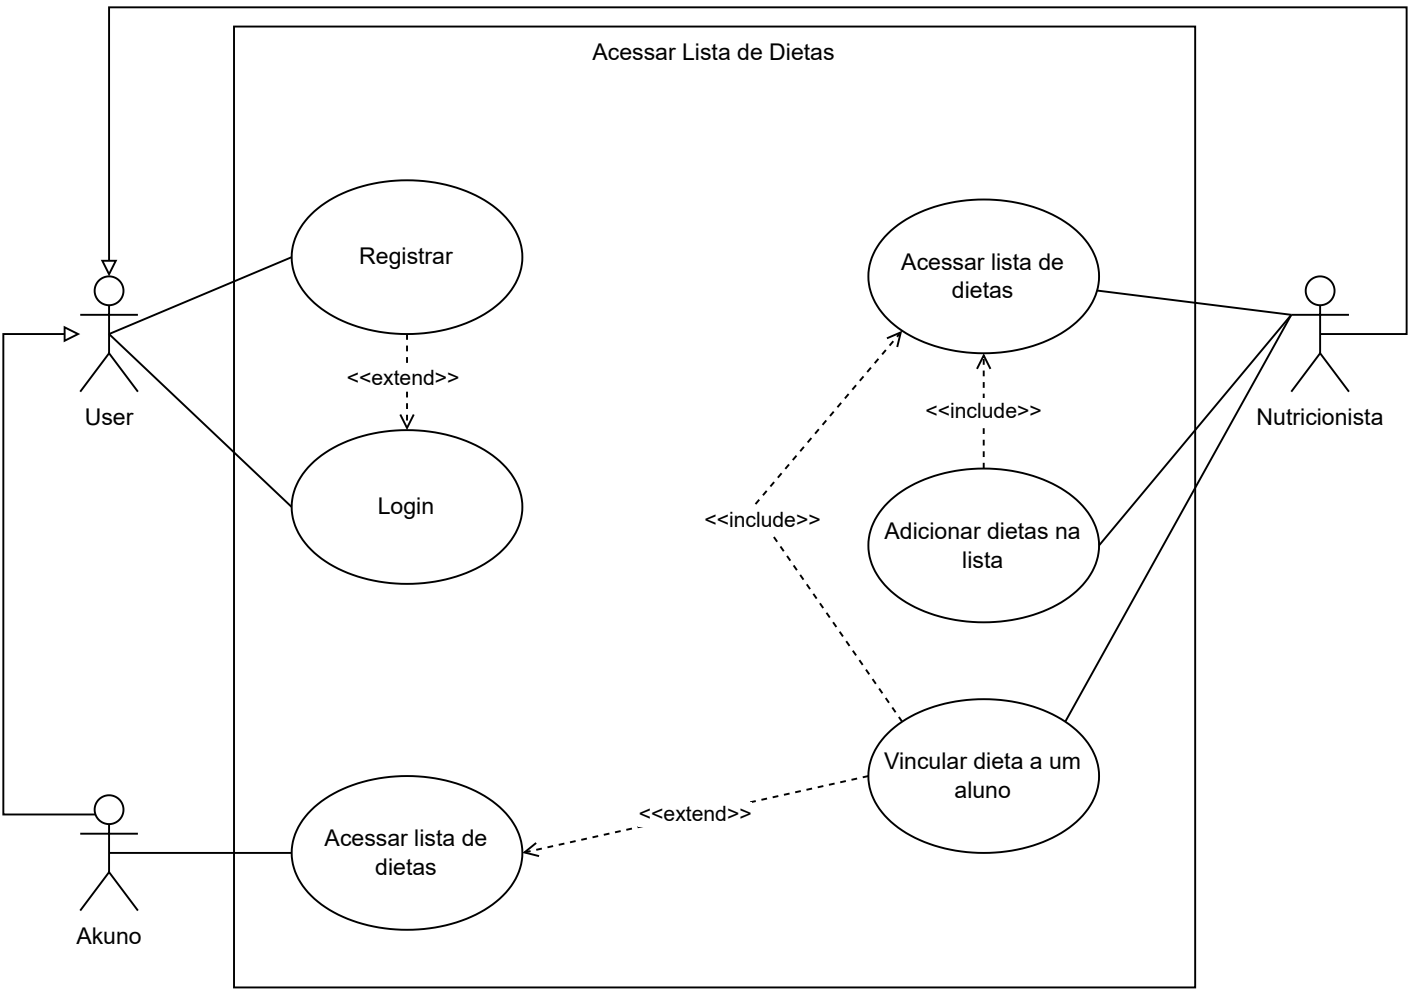 Acessar Lista de Dietas
Registrar
<<extend>>
Login
User
Acessar lista de
dietas
<<include>>
Nutricionista
<<include>>
Adicionar dietas na
lista
Vincular dieta a um
aluno
<<extend>>
Acessar lista de
dietas
Akuno